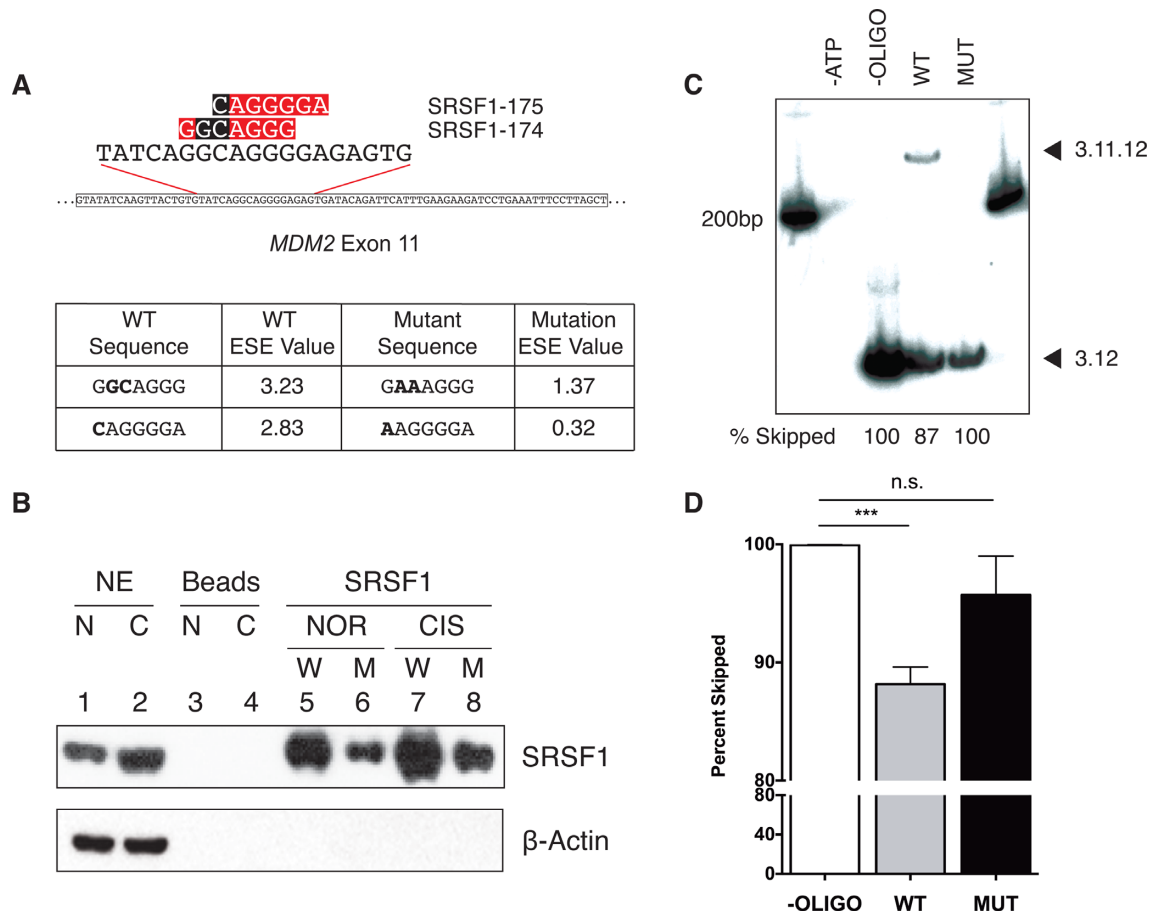 A
CAGGGGA SRSF1-175
GGCAGGG SRSF1-174
TATCAGGCAGGGGAGAGTG
...GTATATCAAGTTACTGTGTATCAGGCAGGGGAGAGTGATACAGATTCATTTGAAGAAGATCCTGAAATTTCCTTAGCT...
MDM2 Exon 11
WT Sequence WT ESE Value Mutant Sequence Mutation ESE Value
GGCAGGG 3.23 GAAAGGG 1.37
CAGGGGA 2.83 AAGGGGA 0.32
B
NE Beads SRSF1
N C N C NOR CIS
W M W M
1 2 3 4 5 6 7 8
SRSF1
β-Actin
C
-ATP -OLIGO WT MUT
3.11.12
200bp
3.12
% Skipped 100 87 100
D
n.s.
***
Percent Skipped
100
90
80
80
40
0
-OLIGO WT MUT